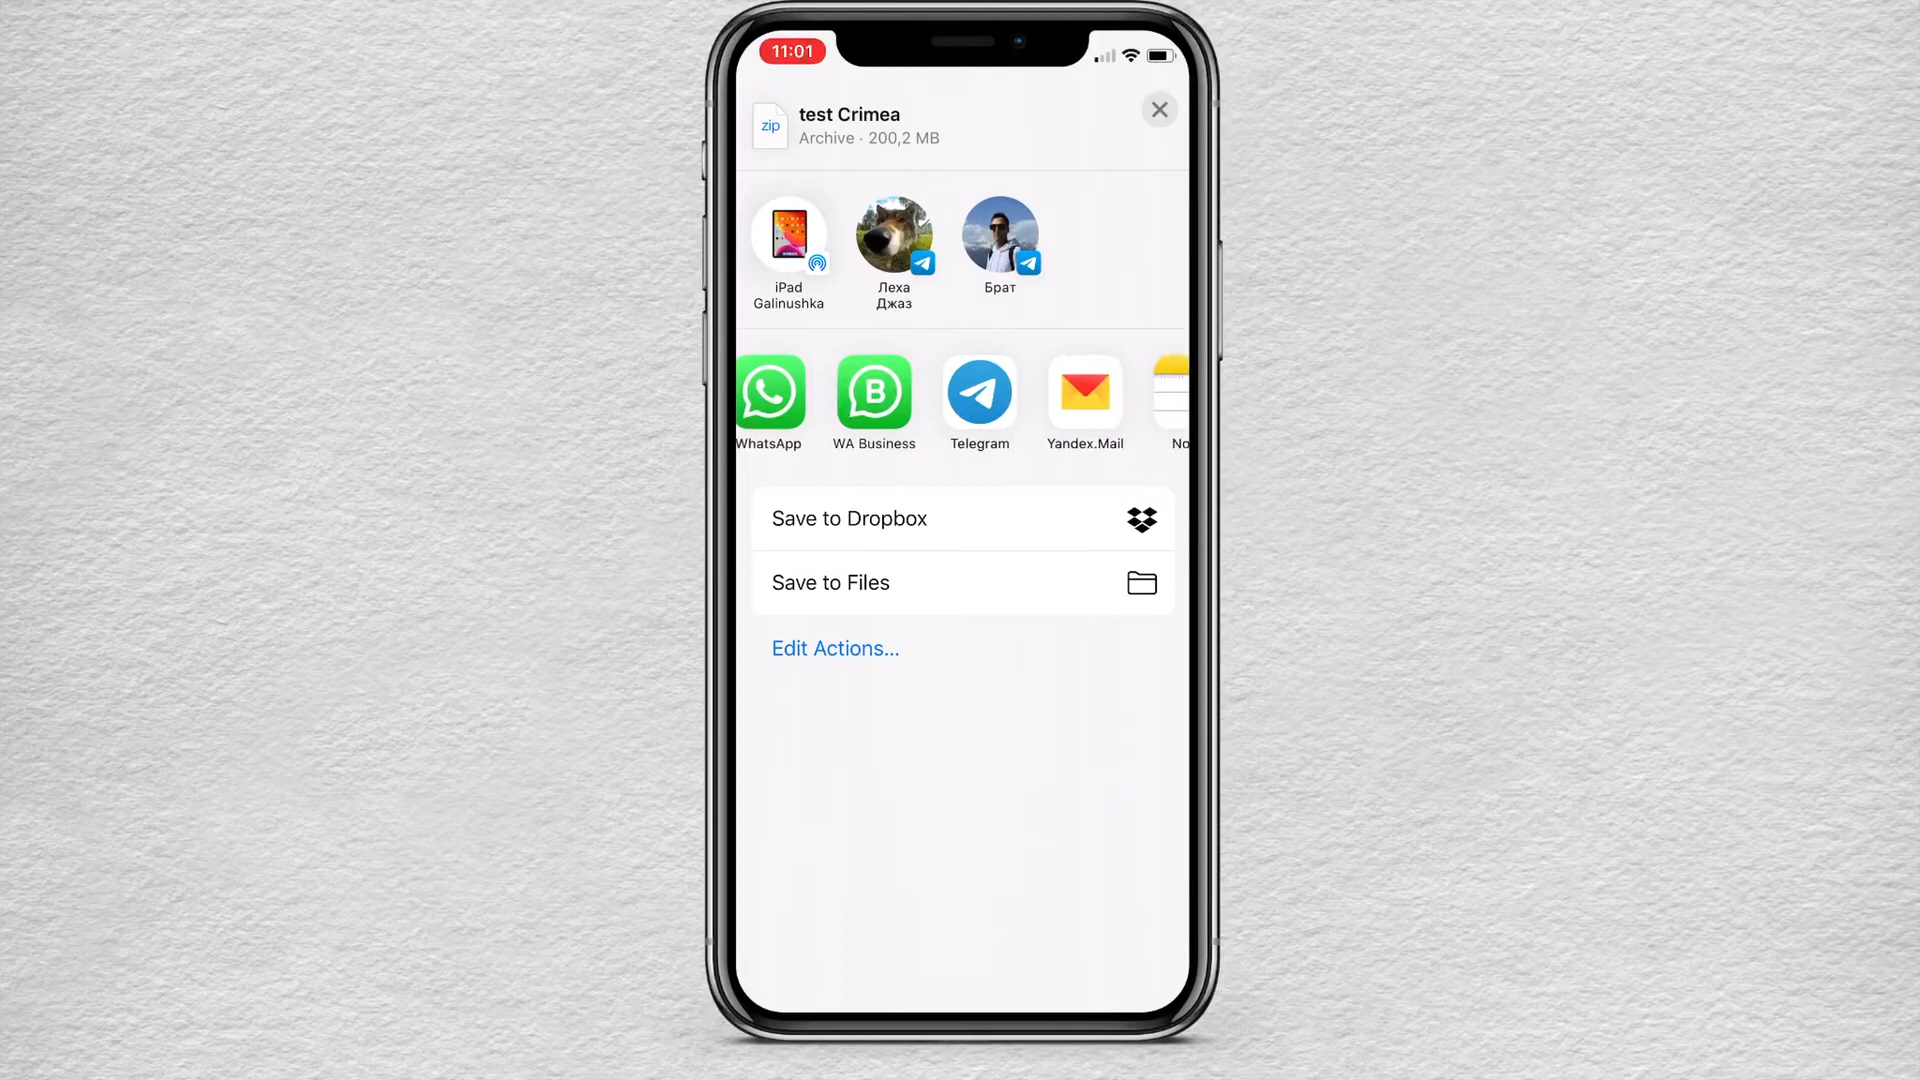 11:01
zip
test Crimea
Archive · 200,2 MB
iPad
Galinushka
Леха
Джаз
Брат
WhatsApp
WA Business
Telegram
Yandex.Mail
No
Save to Dropbox
Save to Files
Edit Actions...